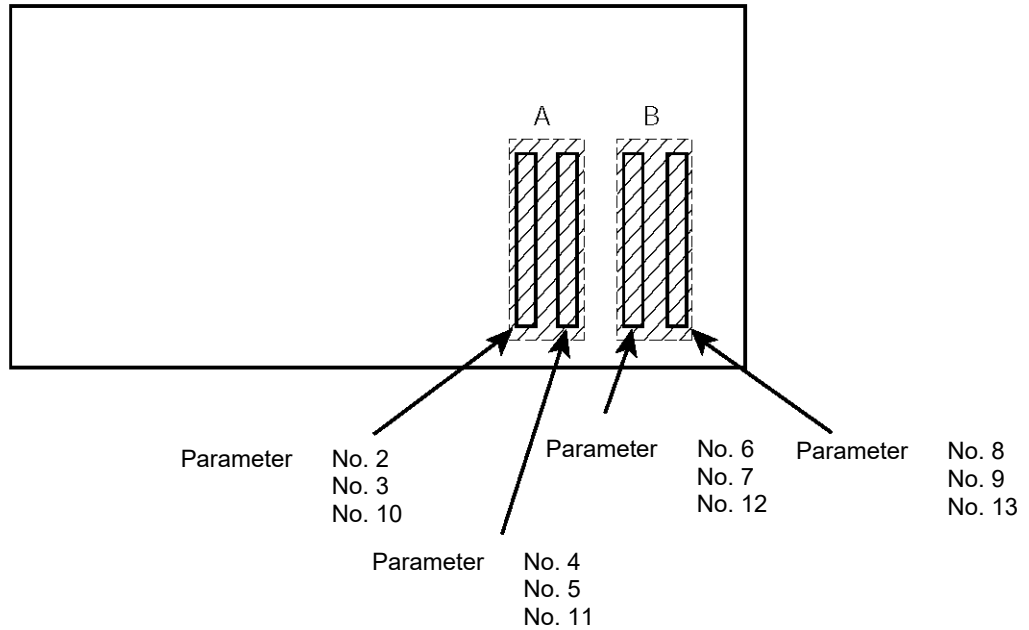 A B
Parameter No. 2
No. 3
No. 10
Parameter No. 6
No. 7
No. 12
Parameter No. 8
No. 9
No. 13
Parameter No. 4
No. 5
No. 11